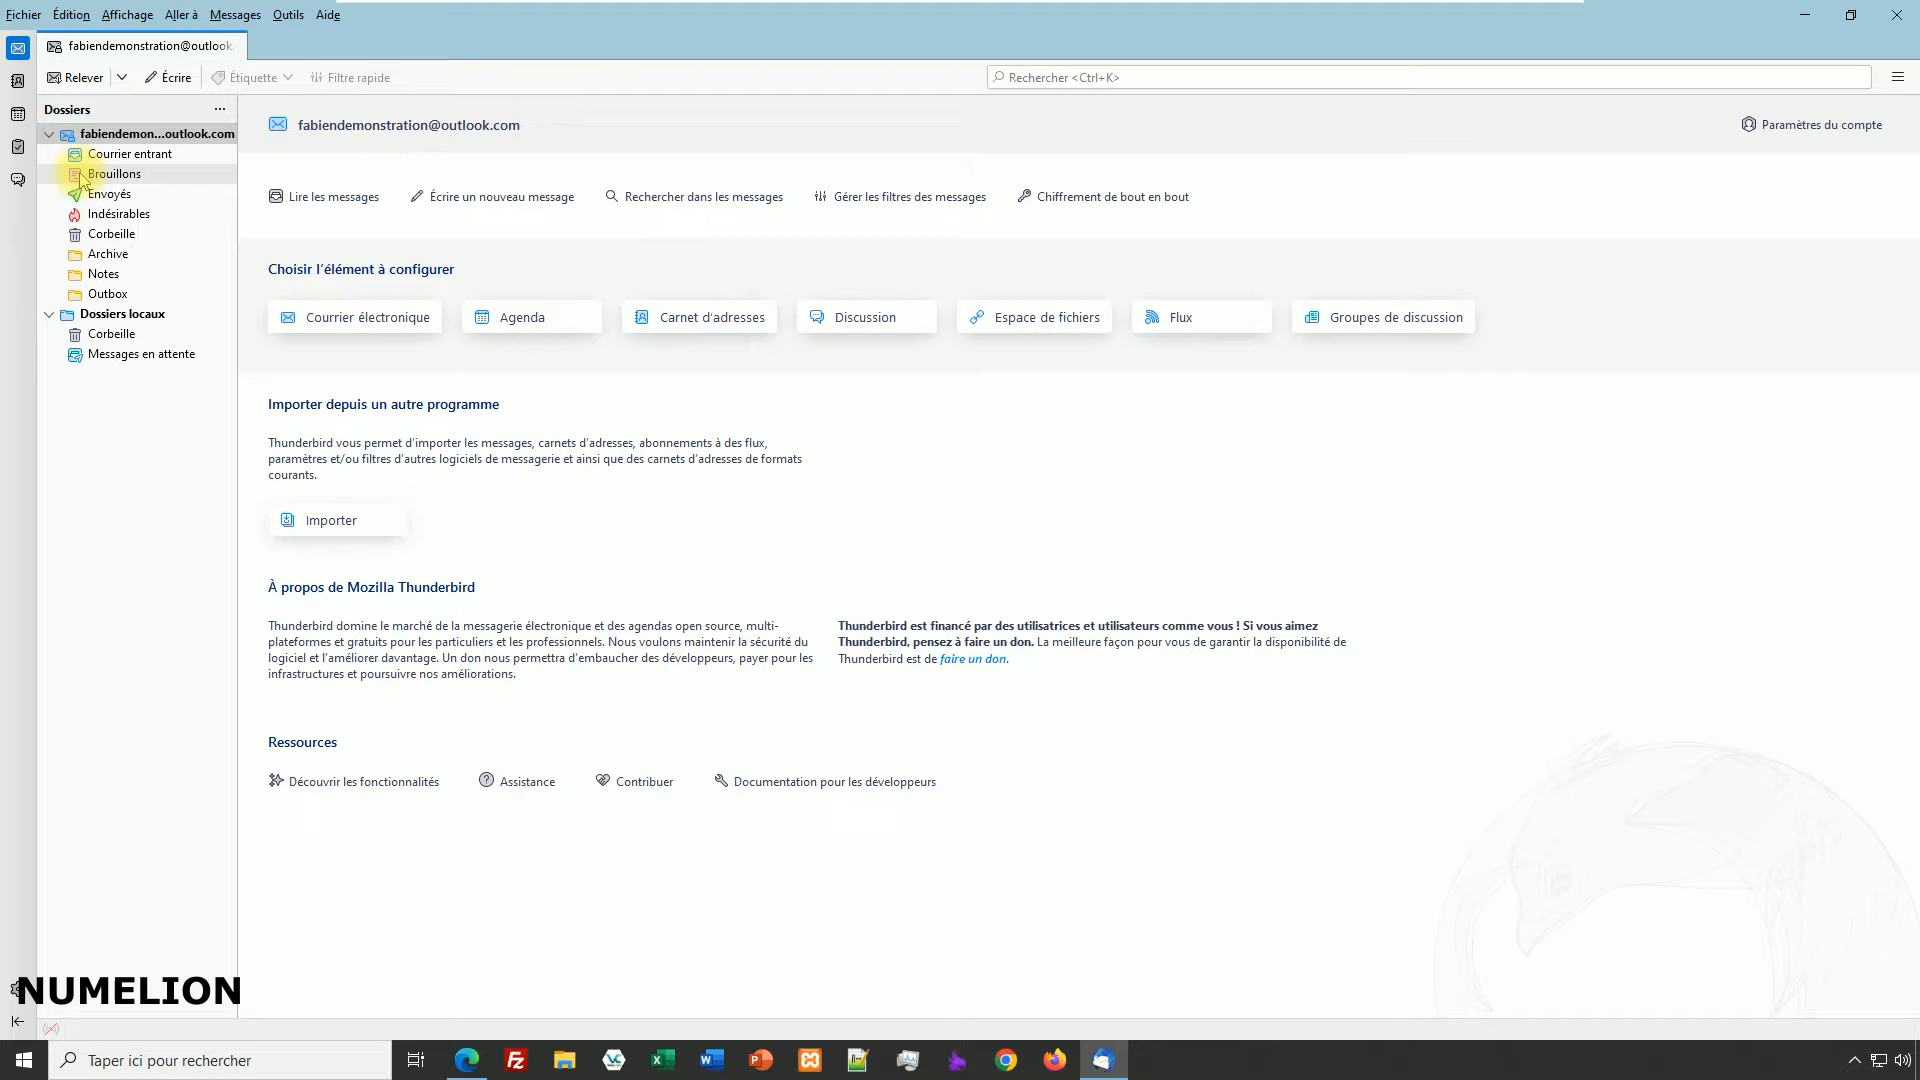 Fichier Édition Affichage Aller à Messages Outils Aide
fabiendemonstration@outlook.
Relever Écrire Étiquette Filtre rapide Rechercher <Ctrl+K>
Dossiers
fabiendemon...outlook.com
Courrier entrant
Brouillons
Envoyés
Indésirables
Corbeille
Archive
Notes
Outbox
Dossiers locaux
Corbeille
Messages en attente
fabiendemonstration@outlook.com Paramètres du compte
Lire les messages Écrire un nouveau message Rechercher dans les messages Gérer les filtres des messages Chiffrement de bout en bout
Choisir l’élément à configurer
Courrier électronique Agenda Carnet d’adresses Discussion Espace de fichiers Flux Groupes de discussion
Importer depuis un autre programme
Thunderbird vous permet d’importer les messages, carnets d’adresses, abonnements à des flux,
paramètres et/ou filtres d’autres logiciels de messagerie et ainsi que des carnets d’adresses de formats
courants.
Importer
À propos de Mozilla Thunderbird
Thunderbird domine le marché de la messagerie électronique et des agendas open source, multi-
plateformes et gratuits pour les particuliers et les professionnels. Nous voulons maintenir la sécurité du
logiciel et l’améliorer davantage. Un don nous permettra d’embaucher des développeurs, payer pour les
infrastructures et poursuivre nos améliorations.
Thunderbird est financé par des utilisatrices et utilisateurs comme vous ! Si vous aimez
Thunderbird, pensez à faire un don. La meilleure façon pour vous de garantir la disponibilité de
Thunderbird est de faire un don.
Ressources
Découvrir les fonctionnalités Assistance Contribuer Documentation pour les développeurs
NUMELION
Taper ici pour rechercher